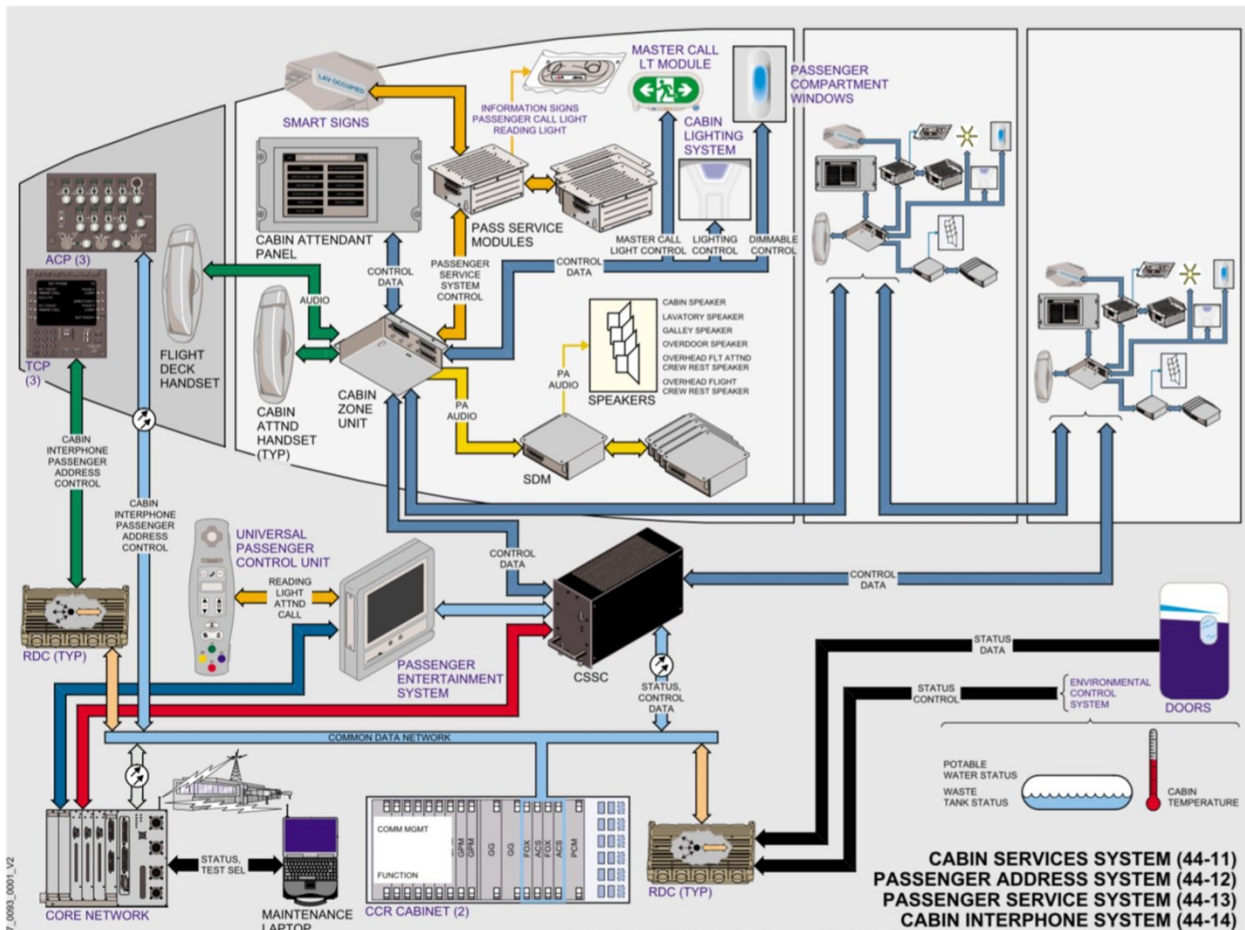 LAV OCCUPIED
SMART SIGNS
INFORMATION SIGNS
PASSENGER CALL LIGHT
READING LIGHT
MASTER CALL
LT MODULE
CABIN
LIGHTING
SYSTEM
PASSENGER
COMPARTMENT
WINDOWS
CABIN ATTENDANT
PANEL
PASS SERVICE
MODULES
MASTER CALL
LIGHT CONTROL
LIGHTING
CONTROL
DIMMABLE
CONTROL
CONTROL
DATA
PASSENGER
SERVICE
SYSTEM
CONTROL
CONTROL
DATA
ACP (3)
TCP
(3)
FLIGHT
DECK
HANDSET
AUDIO
CABIN
ATTND
HANDSET
(TYP)
CABIN
ZONE
UNIT
PA
AUDIO
PA
AUDIO
SDM
SPEAKERS
CABIN SPEAKER
LAVATORY SPEAKER
GALLEY SPEAKER
OVERDOOR SPEAKER
OVERHEAD FLT ATTND
CREW REST SPEAKER
OVERHEAD FLIGHT
CREW REST SPEAKER
CABIN
INTERPHONE
PASSENGER
ADDRESS
CONTROL
CABIN
INTERPHONE
PASSENGER
ADDRESS
CONTROL
UNIVERSAL
PASSENGER
CONTROL UNIT
READING
LIGHT
ATTND
CALL
PASSENGER
ENTERTAINMENT
SYSTEM
CONTROL
DATA
CONTROL
DATA
CSSC
STATUS,
CONTROL
DATA
RDC (TYP)
STATUS
DATA
STATUS
CONTROL
ENVIRONMENTAL
CONTROL
SYSTEM
DOORS
COMMON DATA NETWORK
POTABLE
WATER STATUS
WASTE
TANK STATUS
CABIN
TEMPERATURE
CORE NETWORK
STATUS,
TEST SEL
MAINTENANCE
LAPTOP
COMM MGMT
FUNCTION
GPM
GPM
GG
GG
FOX
ACS
FOX
ACS
PCM
CCR CABINET (2)
RDC (TYP)
CABIN SERVICES SYSTEM (44-11)
PASSENGER ADDRESS SYSTEM (44-12)
PASSENGER SERVICE SYSTEM (44-13)
CABIN INTERPHONE SYSTEM (44-14)